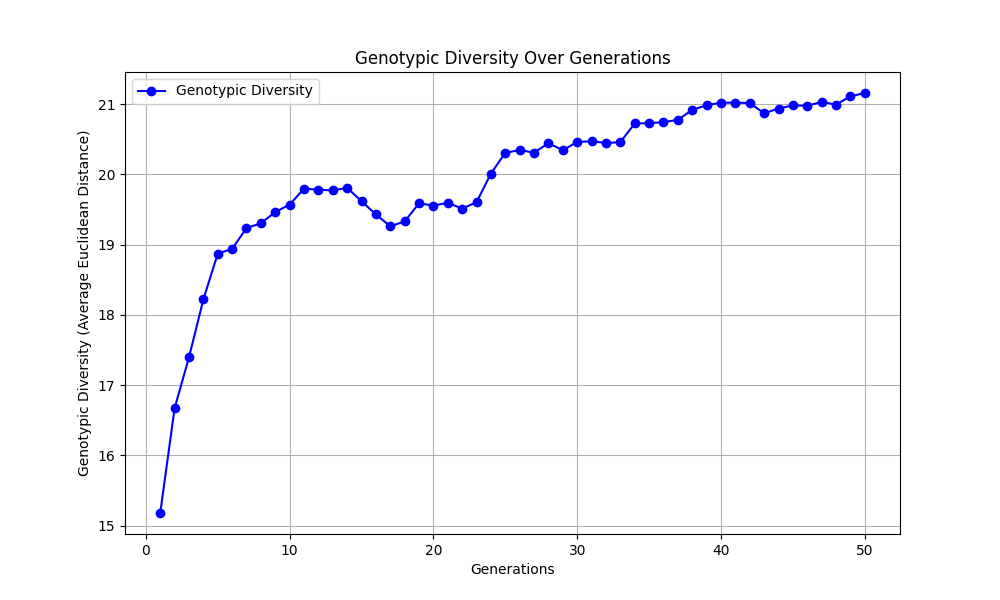 Genotypic Diversity Over Generations
Genotypic Diversity
Genotypic Diversity (Average Euclidean Distance)
21
20
19
18
17
16
15
0 10 20 30 40 50
Generations